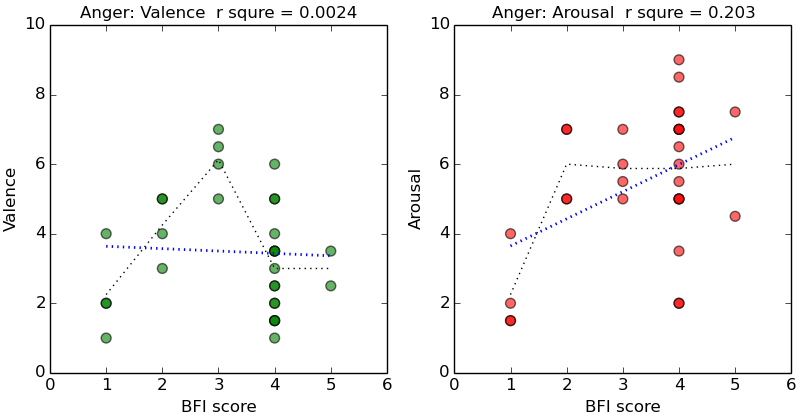 Anger: Valence  r squre = 0.0024
10
8
6
4
2
0
Valence
0 1 2 3 4 5 6
BFI score
Anger: Arousal  r squre = 0.203
10
8
6
4
2
0
Arousal
0 1 2 3 4 5 6
BFI score